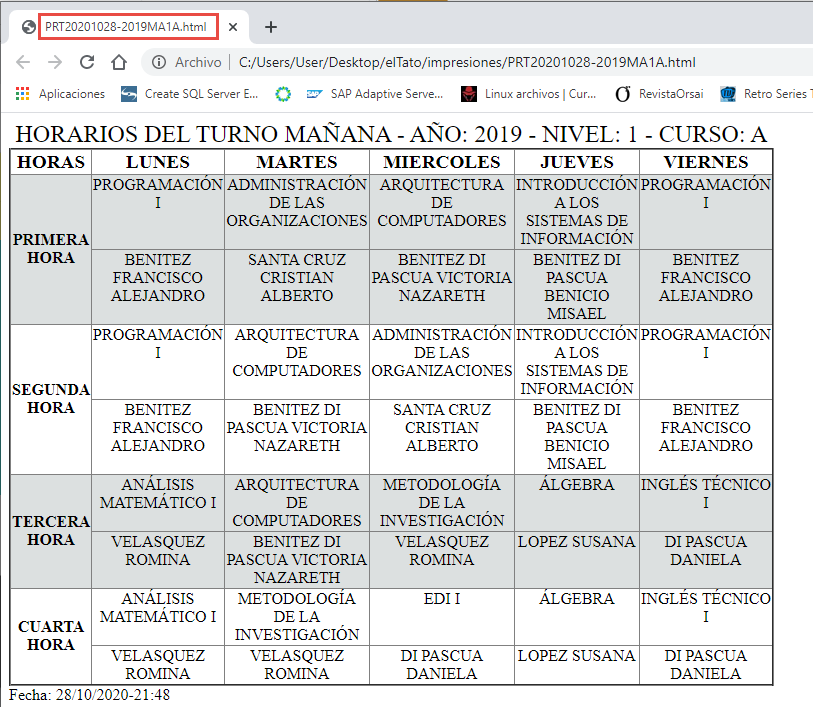 PRT20201028-2019MA1A.html
Archivo C:/Users/User/Desktop/elTato/impresiones/PRT20201028-2019MA1A.html
Aplicaciones Create SQL Server E... SAP Adaptive Serve... Linux archivos | Cur... RevistaOrsai Retro Series
HORARIOS DEL TURNO MAÑANA - AÑO: 2019 - NIVEL: 1 - CURSO: A
HORAS LUNES MARTES MIERCOLES JUEVES VIERNES
PRIMERA
HORA
PROGRAMACIÓN
I
ADMINISTRACIÓN
DE LAS
ORGANIZACIONES
ARQUITECTURA
DE
COMPUTADORES
INTRODUCCIÓN
A LOS
SISTEMAS DE
INFORMACIÓN
PROGRAMACIÓN
I
BENITEZ
FRANCISCO
ALEJANDRO
SANTA CRUZ
CRISTIAN
ALBERTO
BENITEZ DI
PASCUA VICTORIA
NAZARETH
BENITEZ DI
PASCUA
BENICIO
MISAEL
BENITEZ
FRANCISCO
ALEJANDRO
SEGUNDA
HORA
PROGRAMACIÓN
I
ARQUITECTURA
DE
COMPUTADORES
ADMINISTRACIÓN
DE LAS
ORGANIZACIONES
INTRODUCCIÓN
A LOS
SISTEMAS DE
INFORMACIÓN
PROGRAMACIÓN
I
BENITEZ
FRANCISCO
ALEJANDRO
BENITEZ DI
PASCUA VICTORIA
NAZARETH
SANTA CRUZ
CRISTIAN
ALBERTO
BENITEZ DI
PASCUA
BENICIO
MISAEL
BENITEZ
FRANCISCO
ALEJANDRO
TERCERA
HORA
ANÁLISIS
MATEMÁTICO I
ARQUITECTURA
DE
COMPUTADORES
METODOLOGÍA
DE LA
INVESTIGACIÓN
ÁLGEBRA
INGLÉS TÉCNICO
I
VELASQUEZ
ROMINA
BENITEZ DI
PASCUA VICTORIA
NAZARETH
VELASQUEZ
ROMINA
LOPEZ SUSANA
DI PASCUA
DANIELA
CUARTA
HORA
ANÁLISIS
MATEMÁTICO I
METODOLOGÍA
DE LA
INVESTIGACIÓN
EDI I
ÁLGEBRA
INGLÉS TÉCNICO
I
VELASQUEZ
ROMINA
VELASQUEZ
ROMINA
DI PASCUA
DANIELA
LOPEZ SUSANA
DI PASCUA
DANIELA
Fecha: 28/10/2020-21:48